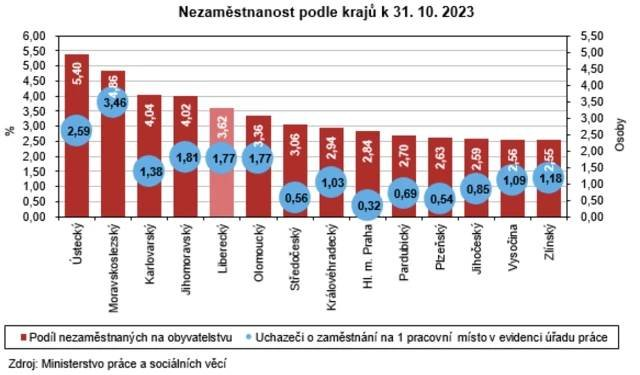 Nezaměstnanost podle krajů k 31. 10. 2023
6,00
5,50
5,00
4,50
4,00
3,50
3,00
2,50
2,00
1,50
1,00
0,50
0,00
%
5,50
5,00
4,50
4,00
3,50
3,00
2,50
2,00
1,50
1,00
0,50
0,00
Osoby
5,40
4,86
4,04
4,02
3,62
3,36
3,06
2,94
2,84
2,70
2,63
2,59
2,56
2,55
2,59
3,46
1,38
1,81
1,77
1,77
0,56
1,03
0,32
0,69
0,54
0,85
1,09
1,18
Ústecký
Moravskoslezský
Karlovarský
Jihomoravský
Liberecký
Olomoucký
Středočeský
Královéhradecký
Hl. m. Praha
Pardubický
Plzeňský
Jihočeský
Vysočina
Zlínský
Podíl nezaměstnaných na obyvatelstvu
Uchazeči o zaměstnání na 1 pracovní místo v evidenci úřadu práce
Zdroj: Ministerstvo práce a sociálních věcí